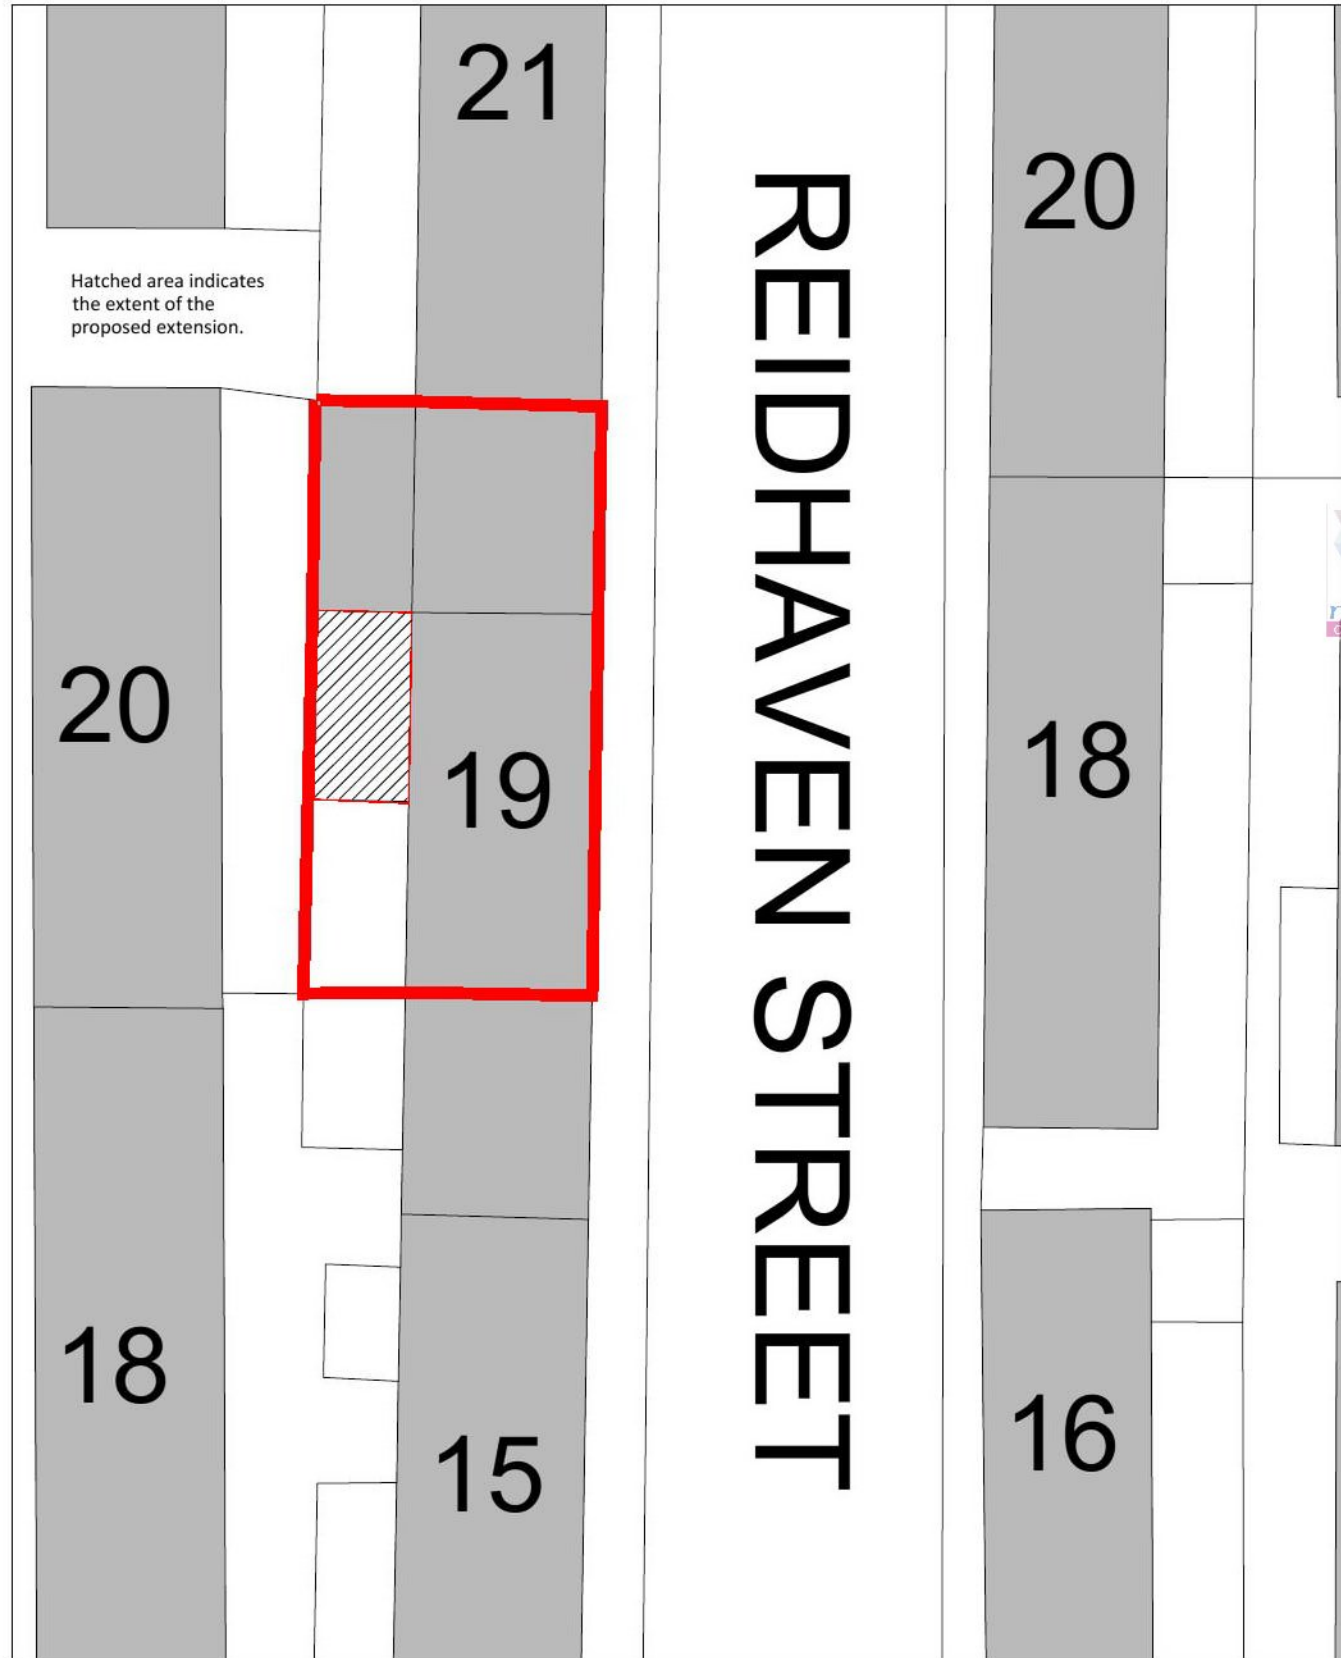 21
20
Hatched area indicates
the extent of the
proposed extension.
REIDHAVEN STREET
20
19
18
18
15
16